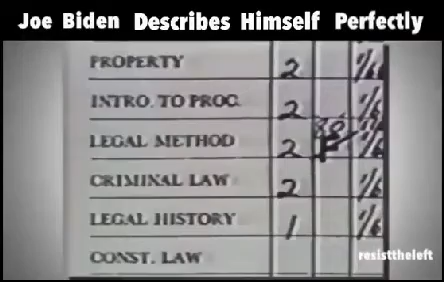 Joe Biden Describes Himself Perfectly
PROPERTY 2
INTRO. TO PROC. 2
LEGAL METHOD 2 80 F
CRIMINAL LAW 2
LEGAL HISTORY 1
CONST. LAW
resisttheleft